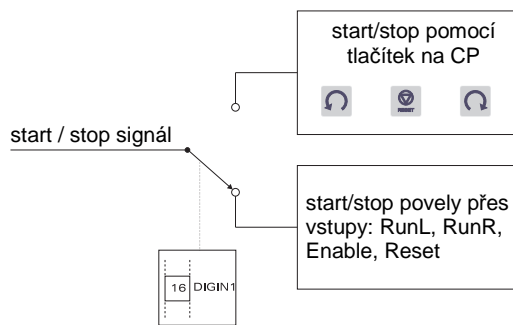 start/stop pomocí
tlačítek na CP
RESET
start / stop signál
start/stop povely přes
vstupy: RunL, RunR,
Enable, Reset
16 DIGIN1